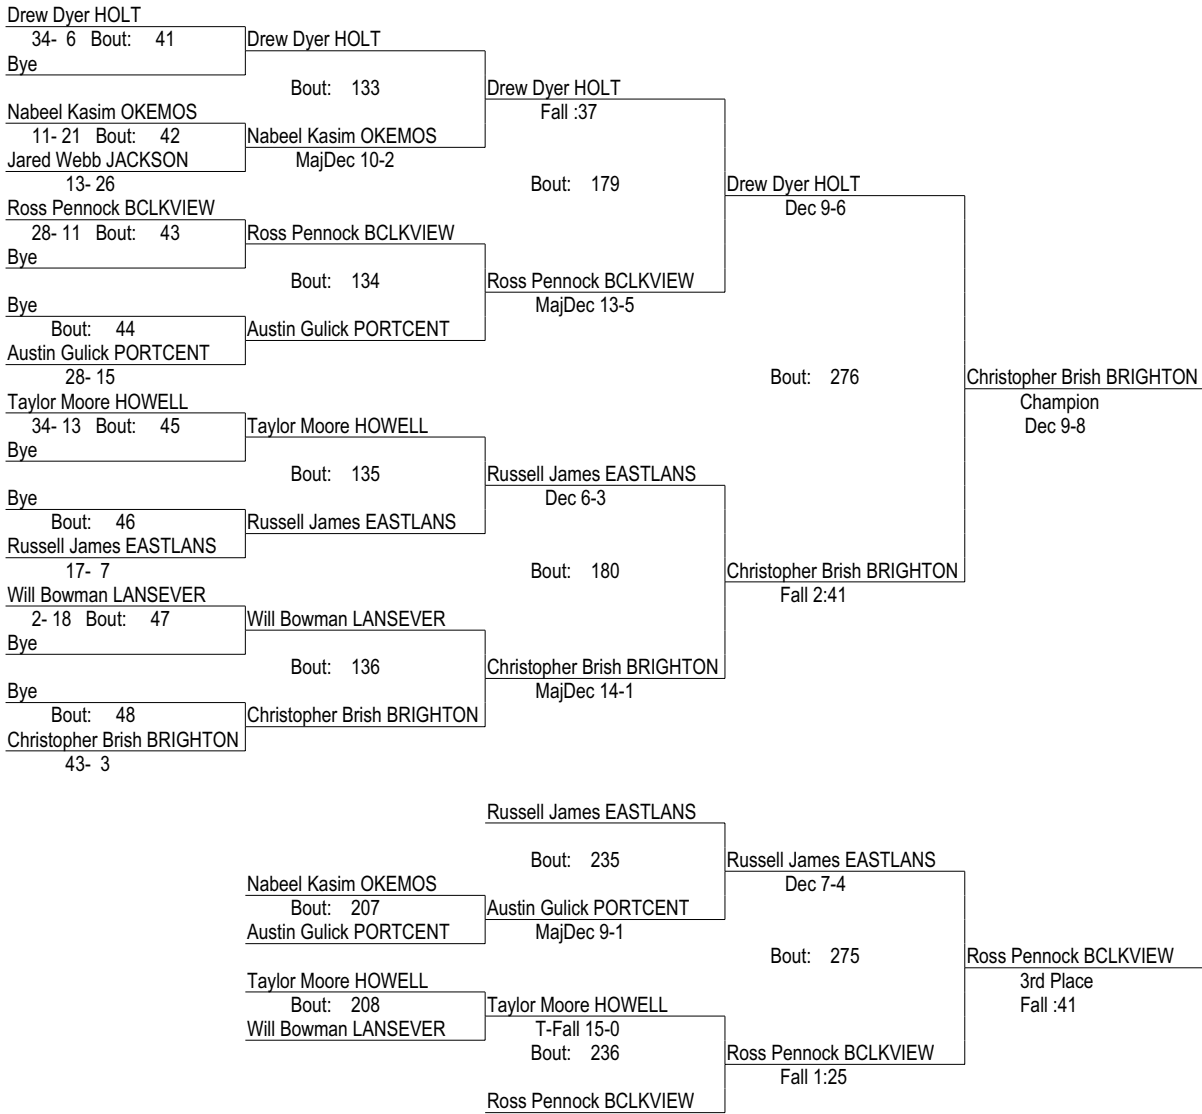 Drew Dyer HOLT
34- 6 Bout: 41
Drew Dyer HOLT
Bye
Bout: 133
Drew Dyer HOLT
Nabeel Kasim OKEMOS
Fall :37
11- 21 Bout: 42
Nabeel Kasim OKEMOS
Jared Webb JACKSON
MajDec 10-2
13- 26
Bout: 179
Drew Dyer HOLT
Ross Pennock BCLKVIEW
Dec 9-6
28- 11 Bout: 43
Ross Pennock BCLKVIEW
Bye
Bout: 134
Ross Pennock BCLKVIEW
Bye
MajDec 13-5
Bout: 44
Austin Gulick PORTCENT
Austin Gulick PORTCENT
28- 15
Bout: 276
Christopher Brish BRIGHTON
Taylor Moore HOWELL
Champion
34- 13 Bout: 45
Taylor Moore HOWELL
Dec 9-8
Bye
Bout: 135
Russell James EASTLANS
Bye
Dec 6-3
Bout: 46
Russell James EASTLANS
Russell James EASTLANS
17- 7
Bout: 180
Christopher Brish BRIGHTON
Will Bowman LANSEVER
Fall 2:41
2- 18 Bout: 47
Will Bowman LANSEVER
Bye
Bout: 136
Christopher Brish BRIGHTON
Bye
MajDec 14-1
Bout: 48
Christopher Brish BRIGHTON
Christopher Brish BRIGHTON
43- 3
Russell James EASTLANS
Bout: 235
Russell James EASTLANS
Nabeel Kasim OKEMOS
Dec 7-4
Bout: 207
Austin Gulick PORTCENT
Austin Gulick PORTCENT
MajDec 9-1
Bout: 275
Ross Pennock BCLKVIEW
Taylor Moore HOWELL
3rd Place
Bout: 208
Taylor Moore HOWELL
Fall :41
Will Bowman LANSEVER
T-Fall 15-0
Bout: 236
Ross Pennock BCLKVIEW
Fall 1:25
Ross Pennock BCLKVIEW